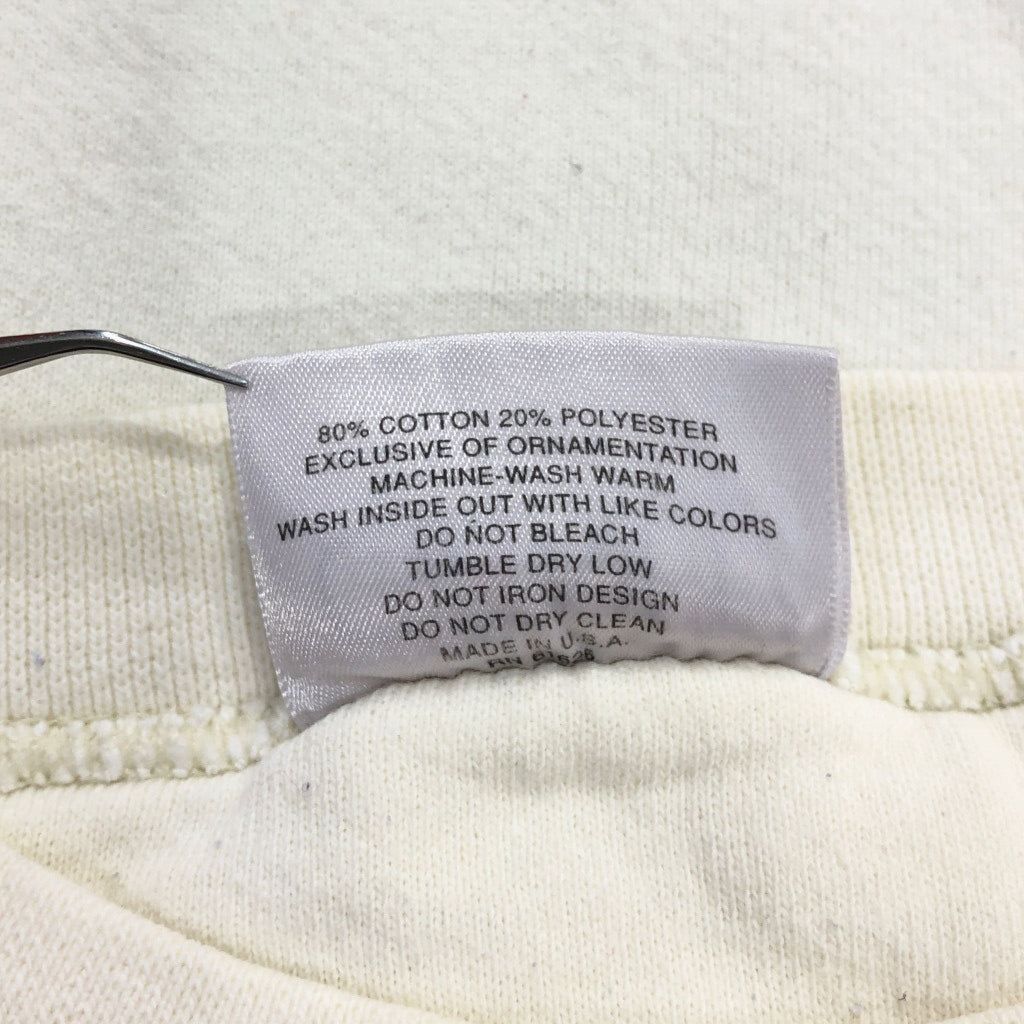 80% COTTON 20% POLYESTER
EXCLUSIVE OF ORNAMENTATION
MACHINE-WASH WARM
WASH INSIDE OUT WITH LIKE COLORS
DO NOT BLEACH
TUMBLE DRY LOW
DO NOT IRON DESIGN
DO NOT DRY CLEAN
MADE IN U.S.A.
RN